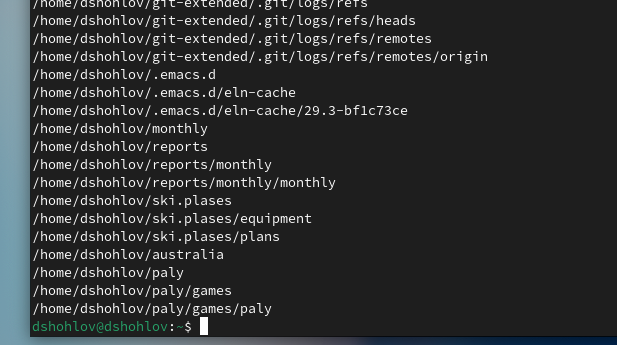 /home/dshohlov/git-extended/.git/logs/refs
/home/dshohlov/git-extended/.git/logs/refs/heads
/home/dshohlov/git-extended/.git/logs/refs/remotes
/home/dshohlov/git-extended/.git/logs/refs/remotes/origin
/home/dshohlov/.emacs.d
/home/dshohlov/.emacs.d/eln-cache
/home/dshohlov/.emacs.d/eln-cache/29.3-bf1c73ce
/home/dshohlov/monthly
/home/dshohlov/reports
/home/dshohlov/reports/monthly
/home/dshohlov/reports/monthly/monthly
/home/dshohlov/ski.plases
/home/dshohlov/ski.plases/equipment
/home/dshohlov/ski.plases/plans
/home/dshohlov/australia
/home/dshohlov/paly
/home/dshohlov/paly/games
/home/dshohlov/paly/games/paly
dshohlov@dshohlov:~$